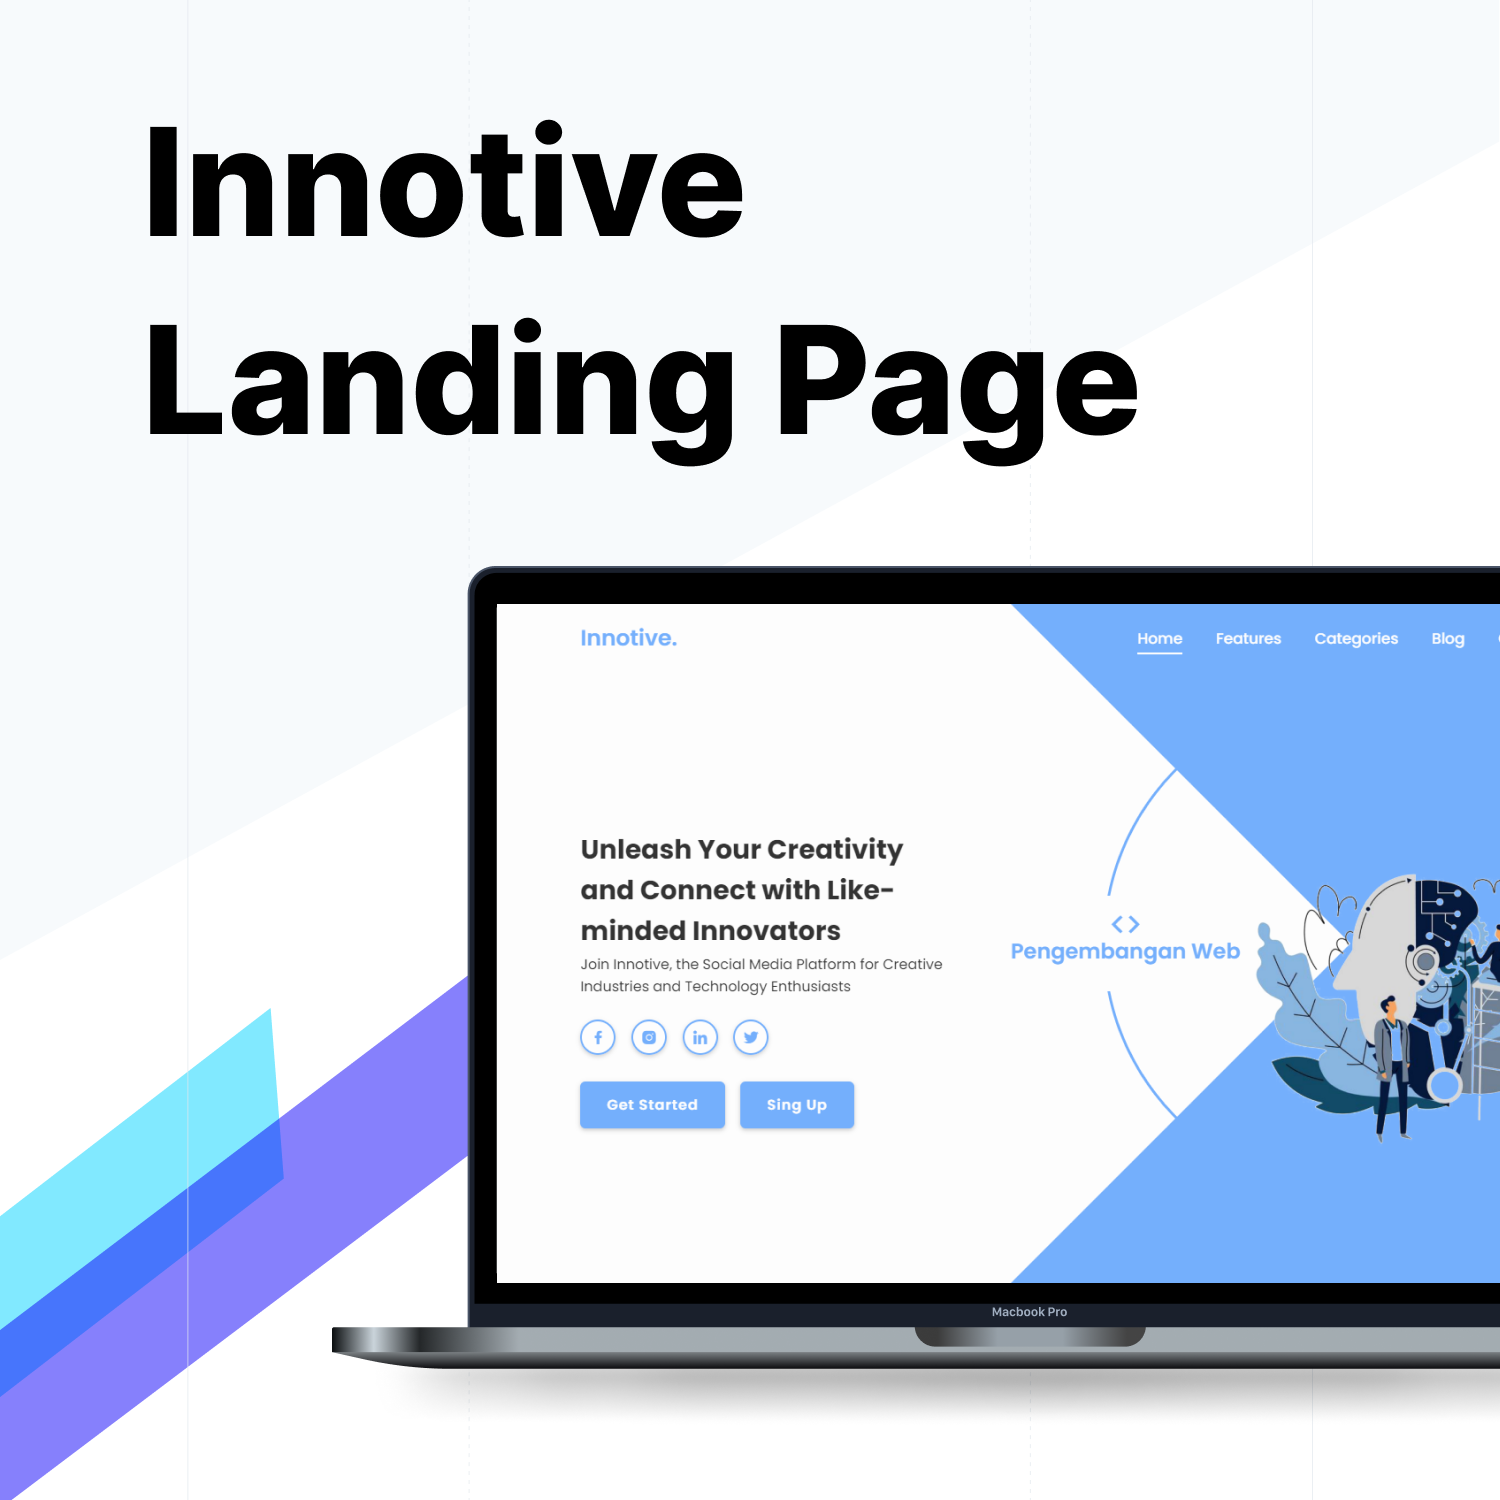 Innotive
Landing Page
Innotive.
Home Features Categories Blog
Unleash Your Creativity
and Connect with Like-
minded Innovators
Join Innotive, the Social Media Platform for Creative
Industries and Technology Enthusiasts
Get Started Sing Up
Pengembangan Web
Macbook Pro